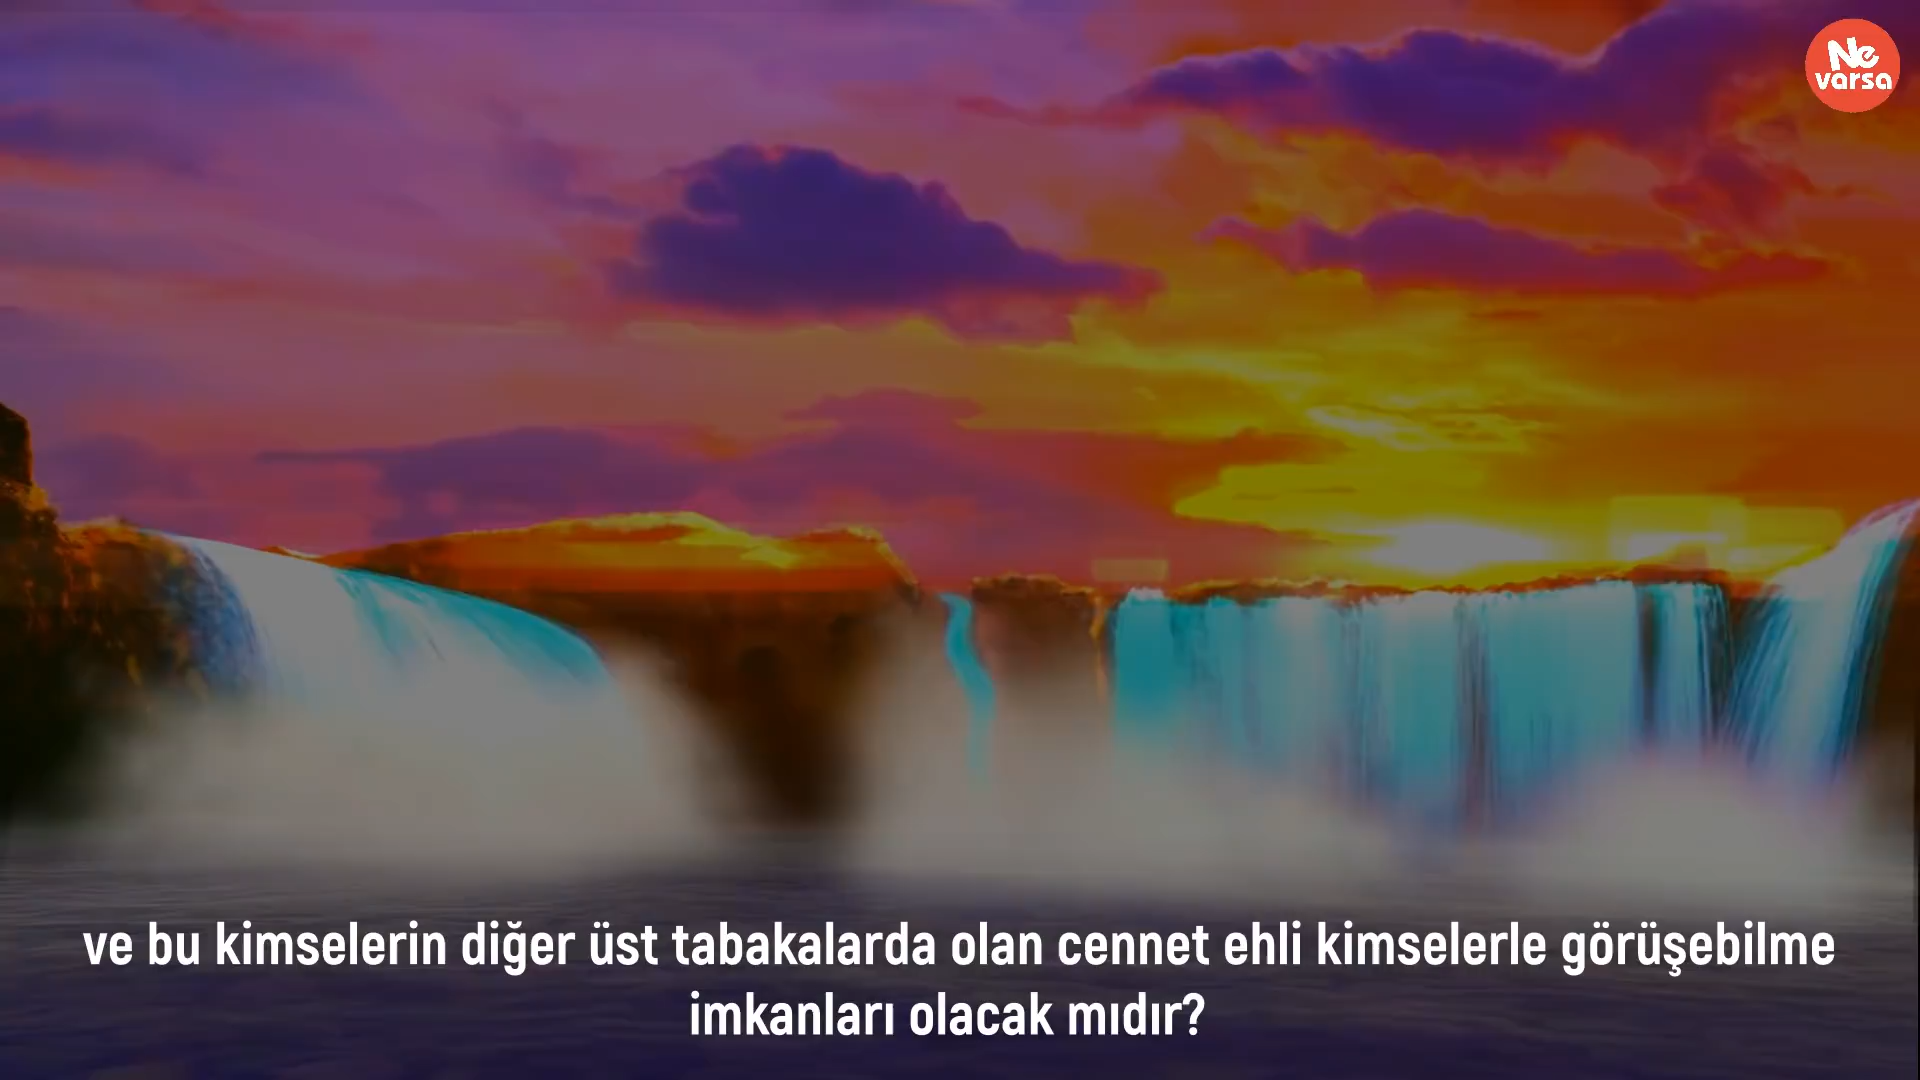 Ne
varsa
ve bu kimselerin diğer üst tabakalarda olan cennet ehli kimselerle görüşebilme
imkanları olacak mıdır?